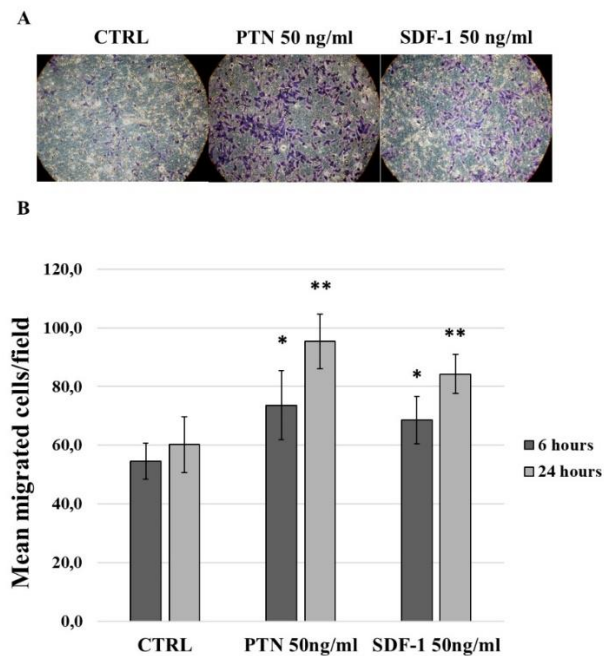 A
CTRL PTN 50 ng/ml SDF-1 50 ng/ml
B
Mean migrated cells/field
120,0
100,0
80,0
60,0
40,0
20,0
0,0
*
**
*
**
6 hours
24 hours
CTRL PTN 50ng/ml SDF-1 50ng/ml